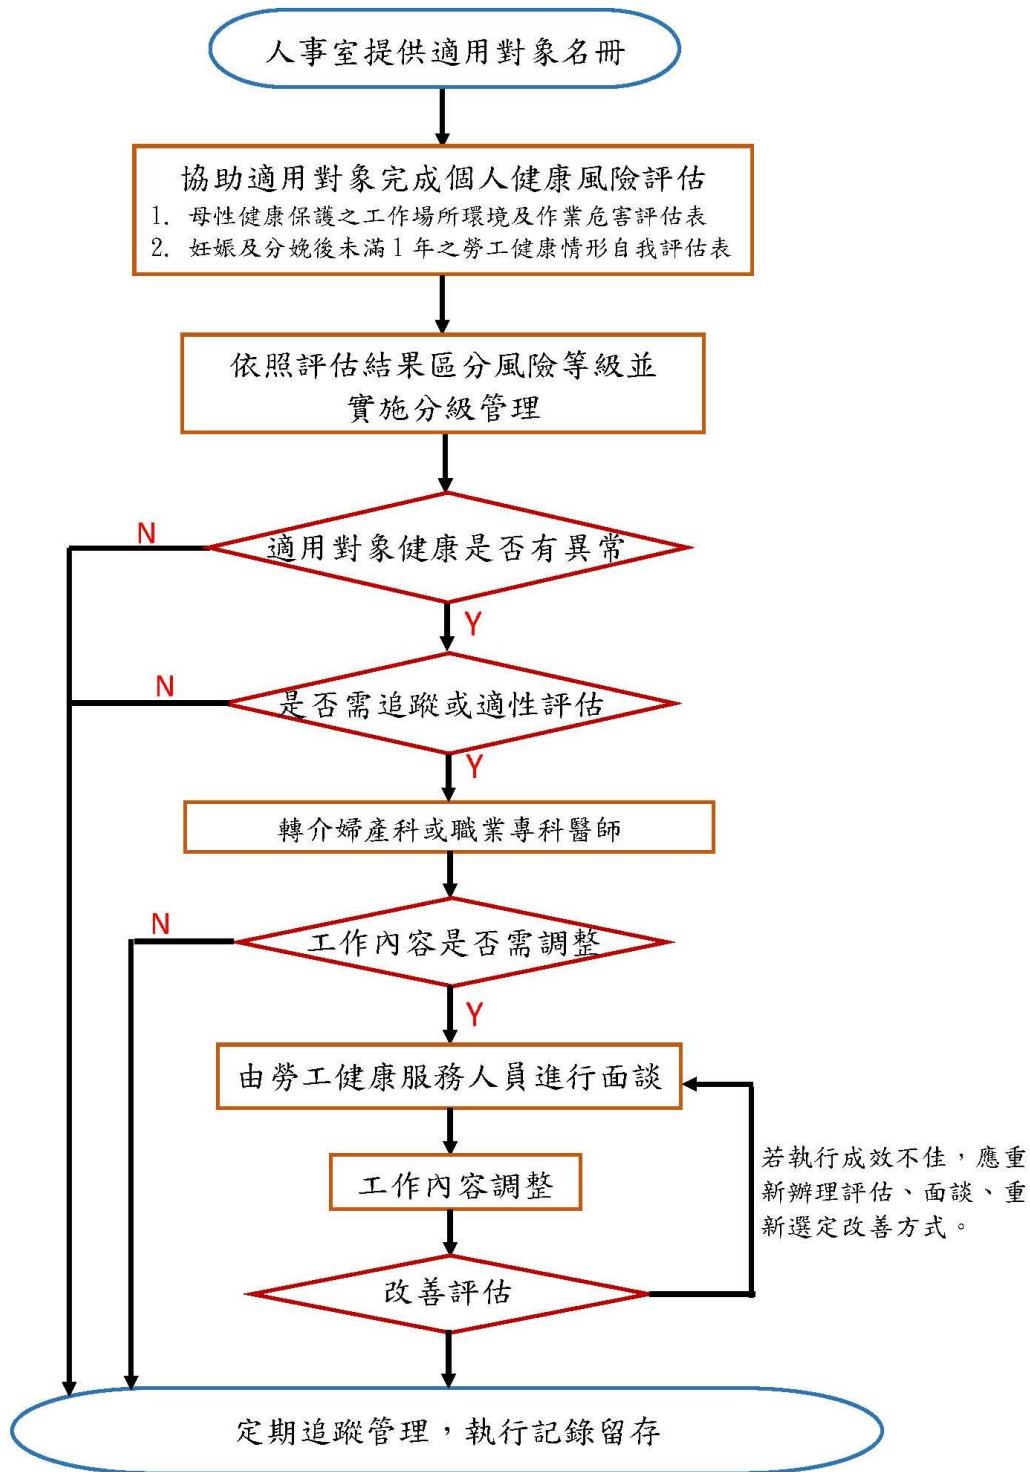 人事室提供適用對象名冊
協助適用對象完成個人健康風險評估
1. 母性健康保護之工作場所環境及作業危害評估表
2. 妊娠及分娩後未滿1年之勞工健康情形自我評估表
依照評估結果區分風險等級並
實施分級管理
N
適用對象健康是否有異常
Y
N
是否需追蹤或適性評估
Y
轉介婦產科或職業專科醫師
N
工作內容是否需調整
Y
由勞工健康服務人員進行面談
工作內容調整
若執行成效不佳，應重
新辦理評估、面談、重
新選定改善方式。
改善評估
定期追蹤管理，執行記錄留存